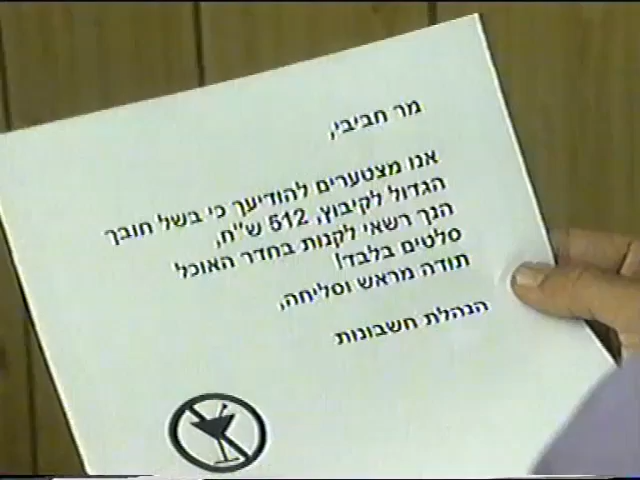 מר חביבי,
אנו מצטערים להודיעך כי בשל חובך
הגדול לקיבוץ, 512 ש"ח,
הנך רשאי לקנות בחדר האוכל
סלטים בלבד!
תודה מראש וסליחה,
הנהלת חשבונות